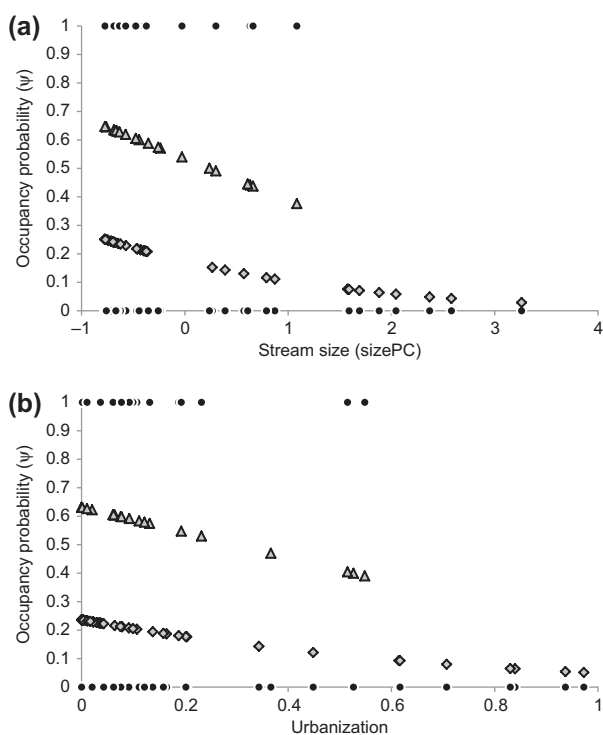 (a)
Occupancy probability (ψ)
1
0.9
0.8
0.7
0.6
0.5
0.4
0.3
0.2
0.1
0
–1 0 1 2 3 4
Stream size (sizePC)
(b)
Occupancy probability (ψ)
1
0.9
0.8
0.7
0.6
0.5
0.4
0.3
0.2
0.1
0
0 0.2 0.4 0.6 0.8 1
Urbanization